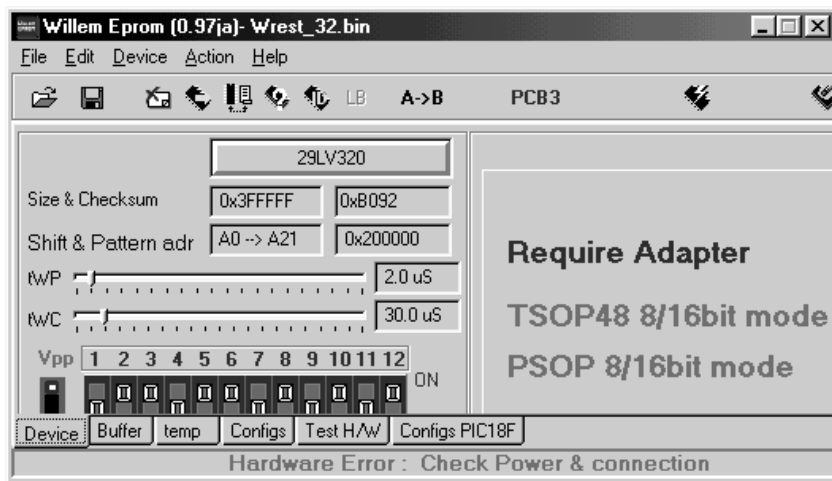 Willem Eprom (0.97ja)- Wrest_32.bin
File Edit Device Action Help
LB A->B PCB3
29LV320
Size & Checksum 0x3FFFFF 0xB092
Shift & Pattern adr A0 --> A21 0x200000
tWP 2.0 uS
tWC 30.0 uS
Require Adapter
TSOP48 8/16bit mode
PSOP 8/16bit mode
Vpp 1 2 3 4 5 6 7 8 9 10 11 12
ON
Device Buffer temp Configs Test H/W Configs PIC18F
Hardware Error : Check Power & connection